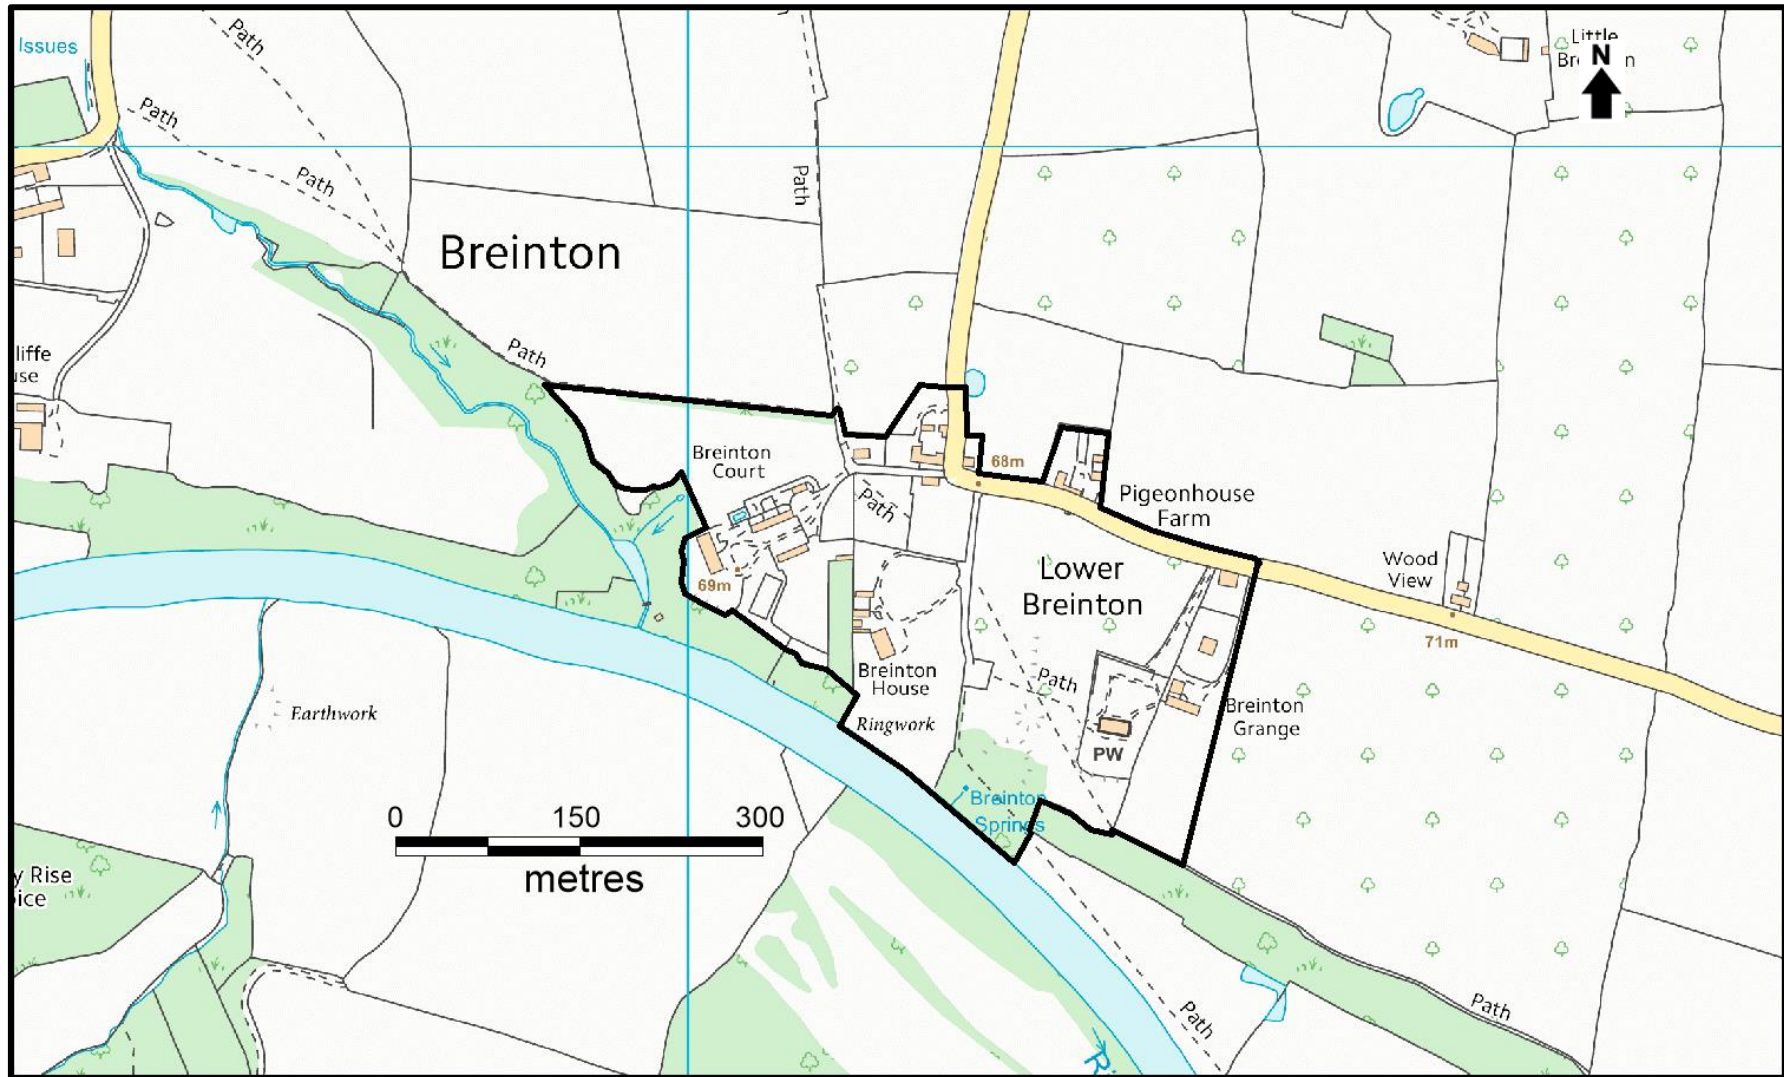 Issues
Path
Little
N
Path
Path
Path
Breinton
liffe
Path
Breinton
Court
68m
Path
Pigeonhouse
Farm
Lower
Breinton
Wood
View
69m
71m
Breinton
House
Path
Breinton
Grange
Earthwork
Ringwork
PW
Breinton
Springs
0 150 300
metres
y Rise
Path
Path